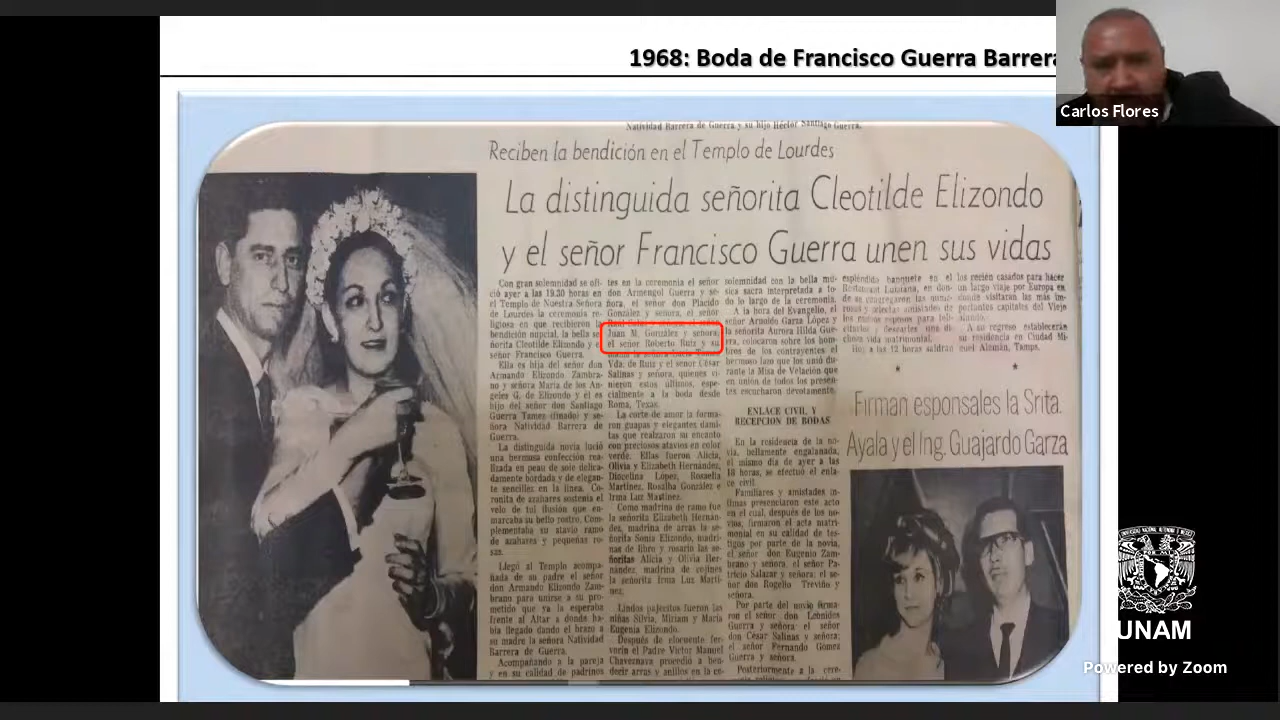 1968: Boda de Francisco Guerra Barrera
Carlos Flores
Natividad Barrera de Guerra y su hijo Héctor Santiago Guerra.
Reciben la bendición en el Templo de Lourdes
La distinguida señorita Cleotilde Elizondo
y el señor Francisco Guerra unen sus vidas
Con gran solemnidad se ofi-
ció ayer a las 19.30 horas en
el Templo de Nuestra Señora
de Lourdes la ceremonia re-
ligiosa en que recibieron la
bendición nupcial, la bella se
ñorita Cleotilde Elizondo y el
señor Francisco Guerra.
Ella es hija del señor don
Armando Elizondo Zambra-
no y señora María de los An-
geles G. de Elizondo y él es
hijo del señor don Santiago
Guerra Tamez (finado) y se-
ñora Natividad Barrera de
Guerra.
La distinguida novia lució
una hermosa confección rea-
lizada en peau de soie delica-
damente bordada y de elegan-
te sencillez en la línea. Co-
ronita de azahares sostenía el
velo de tul ilusión que en-
marcaba su bello rostro. Com-
plementaba su atavío ramo
de azahares y pequeñas ro-
sas.
Llegó al Templo acompa-
ñada de su padre el señor
don Armando Elizondo Zam-
brano para unirse a su pro-
metido que ya la esperaba
frente al Altar a donde ha-
bía llegado dando el brazo a
su madre la señora Natividad
Barrera de Guerra.
Acompañando a la pareja
y en su calidad de padrinos
tes en la ceremonia el señor
don Armengol Guerra y se-
ñora, el señor don Plácido
González y señora, el señor
señora, el señor
Juan M. González y señora,
el señor Roberto Ruiz y su
Vda. de Ruiz y el señor César
Salinas y señora, quienes vi-
nieron estos últimos, espe-
cialmente a la boda desde
Roma, Texas.
La corte de amor la forma-
ron guapas y elegantes dami-
tas que realzaron su encanto
con preciosos atavíos en color
verde. Ellas fueron Alicia,
Olivia y Elizabeth Hernández,
Diocelina López, Rosaelia
Martínez, Rosalba González e
Irma Luz Martínez.
Como madrina de ramo fue
la señorita Elizabeth Hernán-
dez, madrina de arras la se-
ñorita Sonia Elizondo, madri-
nas de libro y rosario las se-
ñoritas Alicia y Olivia Her-
nández, madrina de cojines
la señorita Irma Luz Martí-
nez.
Lindos pajecitos fueron las
niñas Silvia, Miriam y María
Eugenia Elizondo.
Después de elocuente fer-
vorín el Padre Víctor Manuel
Chavernava procedió a ben-
decir arras y anillos en la ce-
solemnidad con la bella mú-
sica sacra interpretada a to-
do lo largo de la ceremonia.
A la hora del Evangelio, el
señor Arnoldo Garza López y
la señorita Aurora Hilda Gue-
rra, colocaron sobre los hom-
bros de los contrayentes el
hermoso lazo que los unió du-
rante la Misa de Velación que
en unión de todos los presen-
tes escucharon devotamente.
ENLACE CIVIL Y
RECEPCION DE BODAS
En la residencia de la no-
via, bellamente engalanada,
el mismo día de ayer a las
18 horas, se efectuó el enla-
ce civil.
Familiares y amistades ín-
timas presenciaron este acto
en el cual, después de los no-
vios, firmaron el acta matri-
monial en su calidad de tes-
tigos por parte de la novia,
el señor don Eugenio Zam-
brano y señora, el señor Pa-
tricio Salazar y señora; el se-
ñor don Rogelio Treviño y
señora.
Por parte del novio firma-
ron el señor don Leónides
Guerra y señora; el señor
don César Salinas y señora;
el señor Fernando Gómez
Guerra y señora.
Posteriormente a la cere-
espléndido banquete en el
Restaurant Luisiana, en don-
de se congregaron las nume-
rosas y selectas amistades de
los
chosa vida matrimonial.
Hoy a las 12 horas saldrán
los recién casados para hacer
un largo viaje por Europa en
donde visitarán las más im-
portantes capitales del Viejo
Mundo.
A su regreso establecerán
su residencia en Ciudad Mi-
guel Alemán, Tamps.
Firman esponsales la Srita.
Ayala y el Ing. Guajardo Garza
UNAM
Powered by Zoom